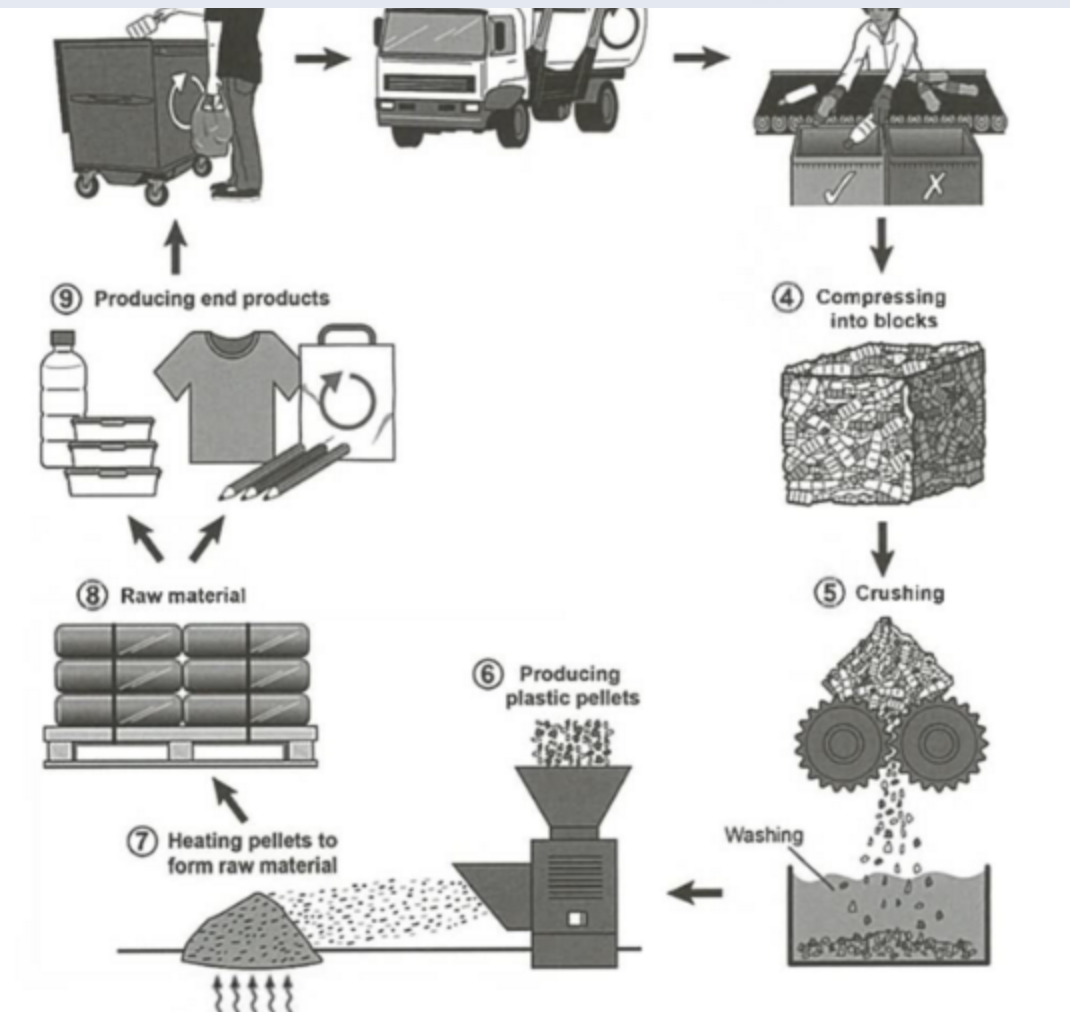 ⑨ Producing end products
④ Compressing
into blocks
⑧ Raw material
⑤ Crushing
⑥ Producing
plastic pellets
⑦ Heating pellets to
form raw material
Washing